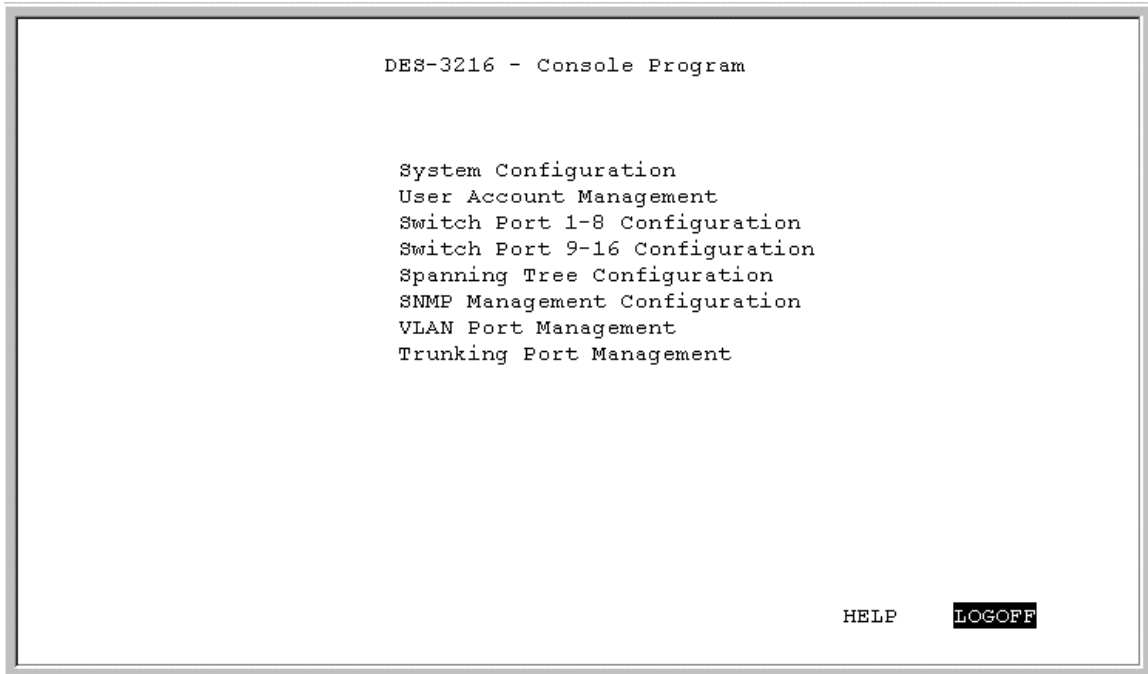 DES-3216 - Console Program
System Configuration
User Account Management
Switch Port 1-8 Configuration
Switch Port 9-16 Configuration
Spanning Tree Configuration
SNMP Management Configuration
VLAN Port Management
Trunking Port Management
HELP LOGOFF